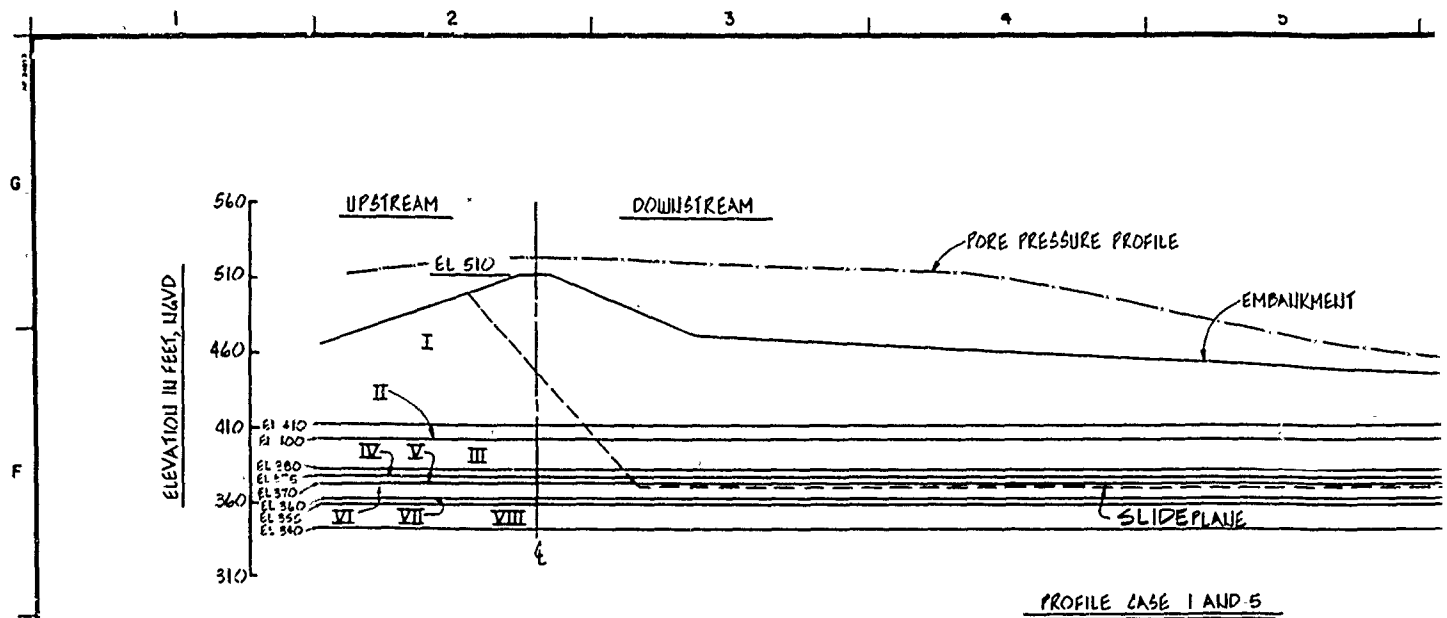 1 2 3 4 5
G
560 UPSTREAM DOWNSTREAM
PORE PRESSURE PROFILE
510 EL 510
EMBANKMENT
ELEVATION IN FEET, NGVD
460 I
II
410 EL 410
EL 400
F
IV V III
EL 380
EL 370
360 EL 360
VI VII VIII
SLIDEPLANE
EL 340
310
PROFILE CASE 1 AND 5